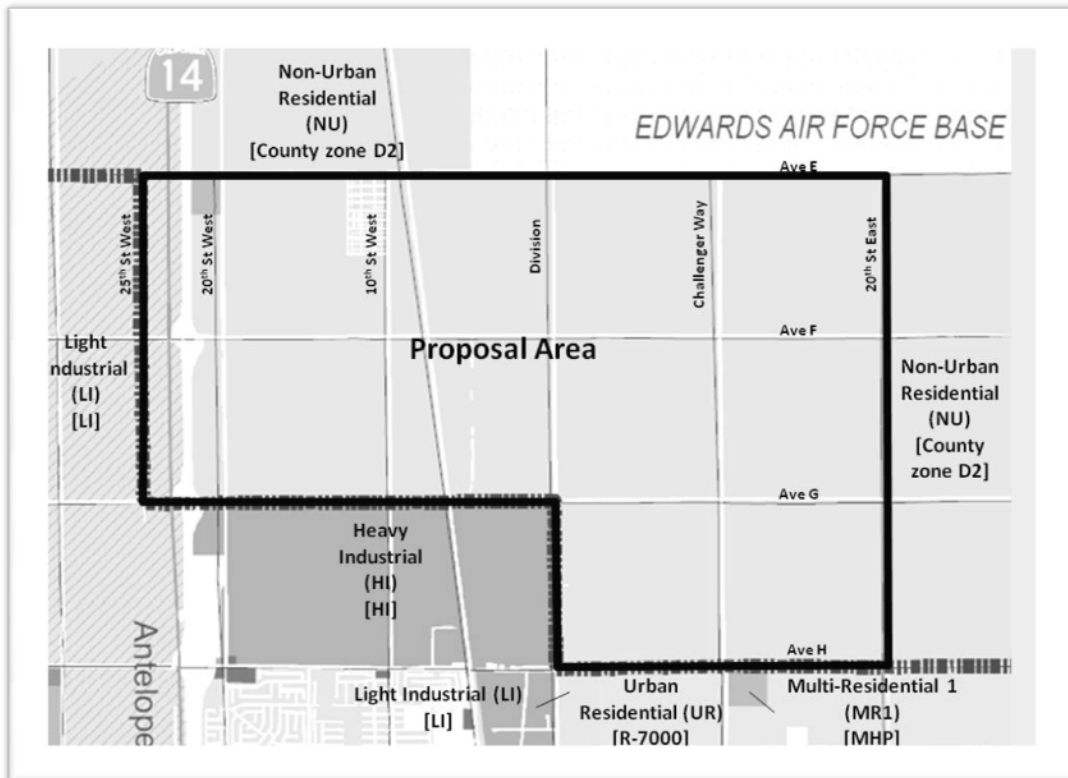 14
Non-Urban
Residential
(NU)
[County zone D2]
EDWARDS AIR FORCE BASE
Ave E
25th St West
20th St West
10th St West
Division
Challenger Way
20th St East
Ave F
Proposal Area
Light
ndustrial
(LI)
[LI]
Non-Urban
Residential
(NU)
[County
zone D2]
Ave G
Heavy
Industrial
(HI)
[HI]
Antelope
Ave H
Light Industrial (LI)
[LI]
Urban
Residential (UR)
[R-7000]
Multi-Residential 1
(MR1)
[MHP]